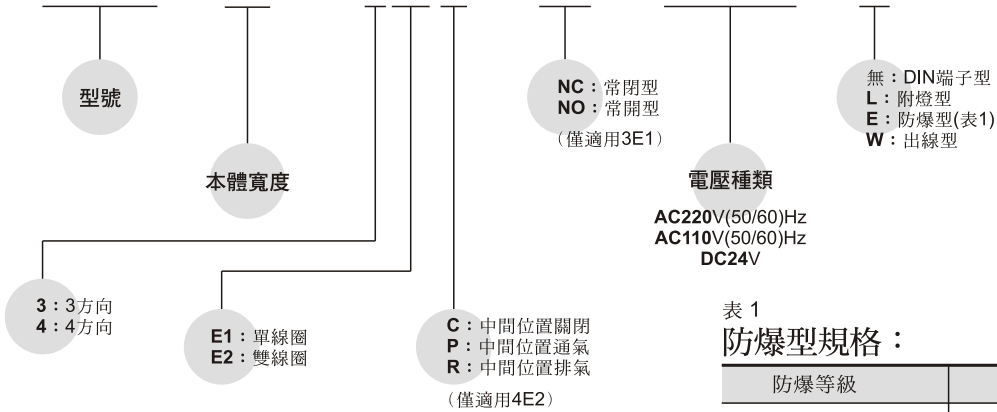 型號
本體寬度
3：3方向
4：4方向
E1：單線圈
E2：雙線圈
C：中間位置關閉
P：中間位置通氣
R：中間位置排氣
（僅適用4E2）
NC：常閉型
NO：常開型
（僅適用3E1）
電壓種類
AC220V(50/60)Hz
AC110V(50/60)Hz
DC24V
無：DIN端子型
L：附燈型
E：防爆型(表1)
W：出線型
表 1
防爆型規格：
防爆等級